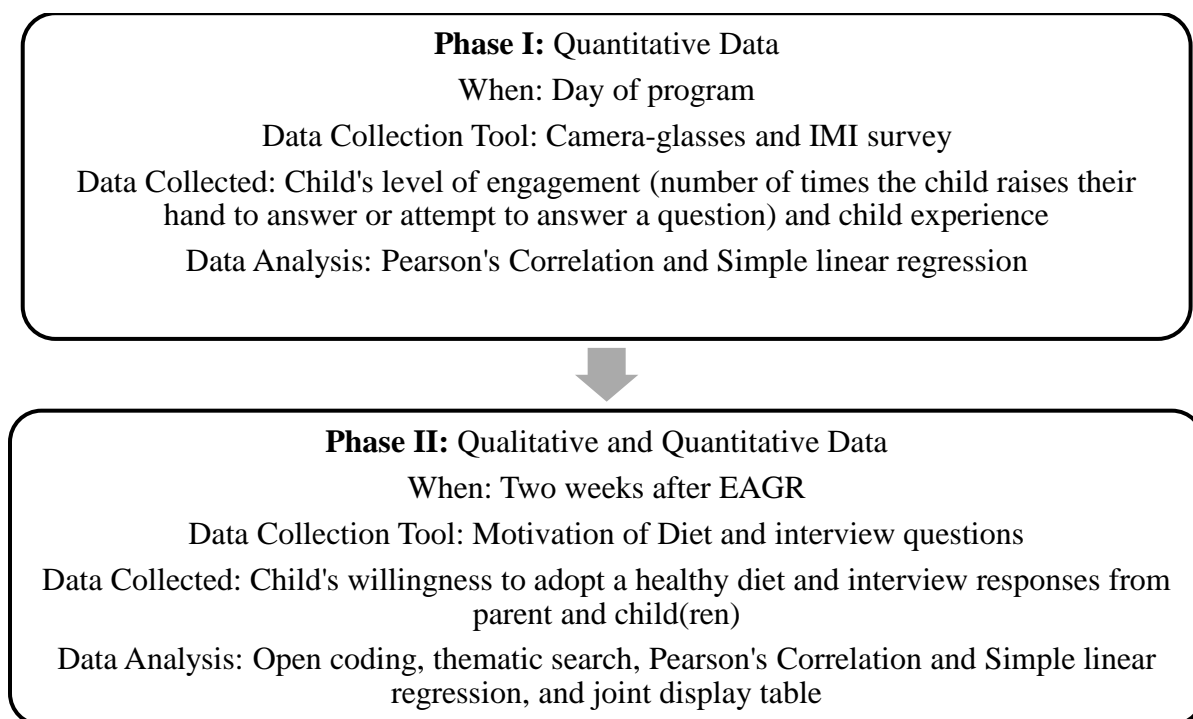 Phase I: Quantitative Data
When: Day of program
Data Collection Tool: Camera-glasses and IMI survey
Data Collected: Child's level of engagement (number of times the child raises their
hand to answer or attempt to answer a question) and child experience
Data Analysis: Pearson's Correlation and Simple linear regression
Phase II: Qualitative and Quantitative Data
When: Two weeks after EAGR
Data Collection Tool: Motivation of Diet and interview questions
Data Collected: Child's willingness to adopt a healthy diet and interview responses from
parent and child(ren)
Data Analysis: Open coding, thematic search, Pearson's Correlation and Simple linear
regression, and joint display table